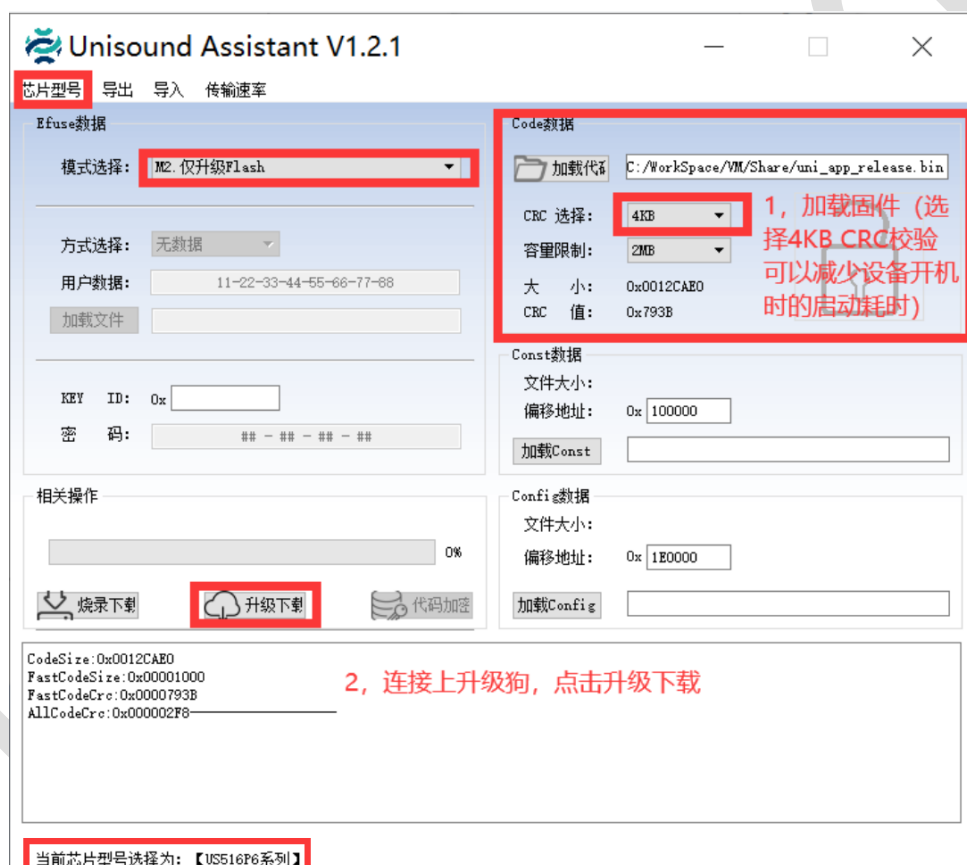 Unisound Assistant V1.2.1
芯片型号 导出 导入 传输速率
Efuse数据
模式选择: M2.仅升级Flash
方式选择: 无数据
用户数据: 11-22-33-44-55-66-77-88
加载文件
KEY ID: 0x
密 码: ## - ## - ## - ##
Code数据
加载代 C:/WorkSpace/VM/Share/uni_app_release.bin
CRC 选择: 4KB
容量限制: 2MB
大 小: 0x0012CAE0
CRC 值: 0x793B
1，加载固件（选
择4KB CRC校验
可以减少设备开机
时的启动耗时）
Const数据
文件大小:
偏移地址: 0x 100000
加载Const
相关操作
0%
烧录下载 升级下载 代码加密
Config数据
文件大小:
偏移地址: 0x 1E0000
加载Config
CodeSize:0x0012CAE0
FastCodeSize:0x00001000
FastCodeCrc:0x0000793B
AllCodeCrc:0x000002F8
2，连接上升级狗，点击升级下载
当前芯片型号选择为: 【US516P6系列】